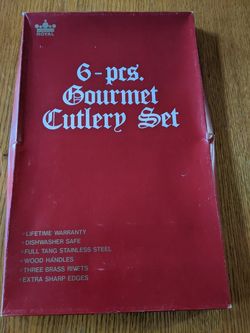 ROYAL
6-pcs.
Gourmet
Cutlery Set
• LIFETIME WARRANTY
• DISHWASHER SAFE
• FULL TANG STAINLESS STEEL
• WOOD HANDLES
• THREE BRASS RIVETS
• EXTRA SHARP EDGES